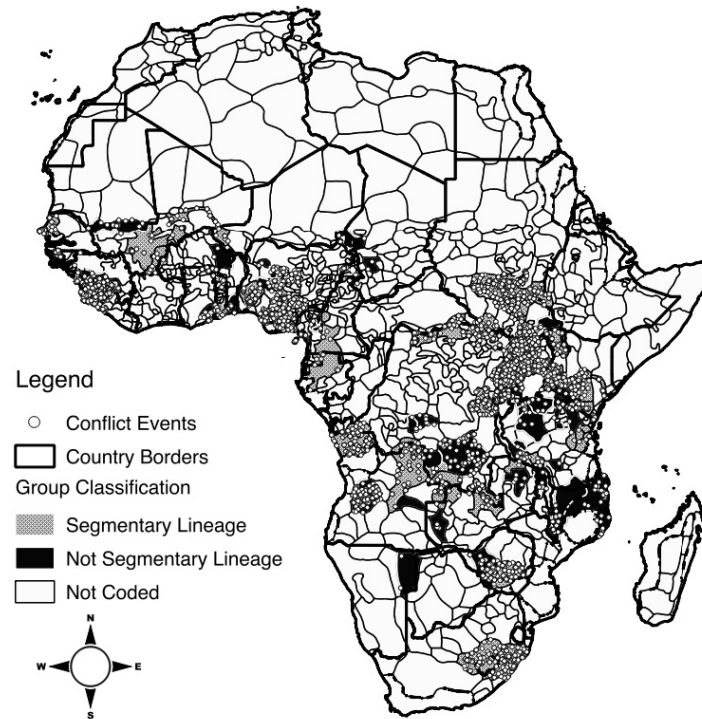 Legend
Conflict Events
Country Borders
Group Classification
Segmentary Lineage
Not Segmentary Lineage
Not Coded
N
W E
S